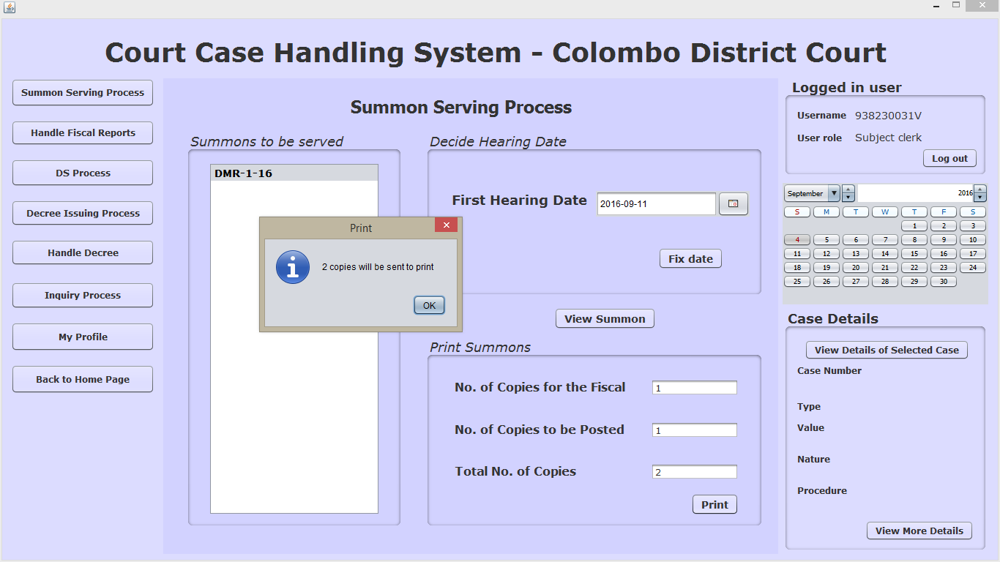 Court Case Handling System - Colombo District Court
Summon Serving Process
Handle Fiscal Reports
DS Process
Decree Issuing Process
Handle Decree
Inquiry Process
My Profile
Back to Home Page
Summon Serving Process
Summons to be served
DMR-1-16
Decide Hearing Date
First Hearing Date 2016-09-11
Fix date
Print
2 copies will be sent to print
OK
View Summon
Print Summons
No. of Copies for the Fiscal 1
No. of Copies to be Posted 1
Total No. of Copies 2
Print
Logged in user
Username 938230031V
User role Subject clerk
Log out
September 2016
S M T W T F S
1 2 3
4 5 6 7 8 9 10
11 12 13 14 15 16 17
18 19 20 21 22 23 24
25 26 27 28 29 30
Case Details
View Details of Selected Case
Case Number
Type
Value
Nature
Procedure
View More Details